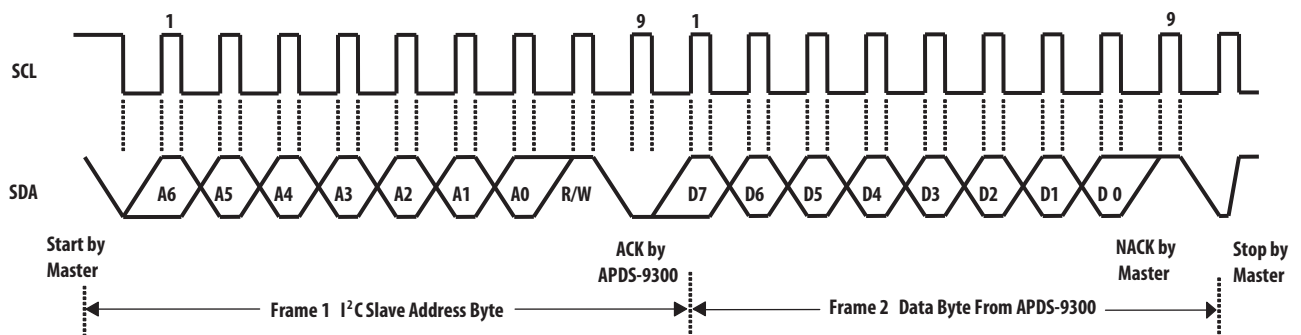 1 9 1 9
SCL
SDA A6 A5 A4 A3 A2 A1 A0 R/W D7 D6 D5 D4 D3 D2 D1 D 0
Start by
Master
ACK by
APDS-9300
NACK by
Master
Stop by
Master
Frame 1 I²C Slave Address Byte
Frame 2 Data Byte From APDS-9300